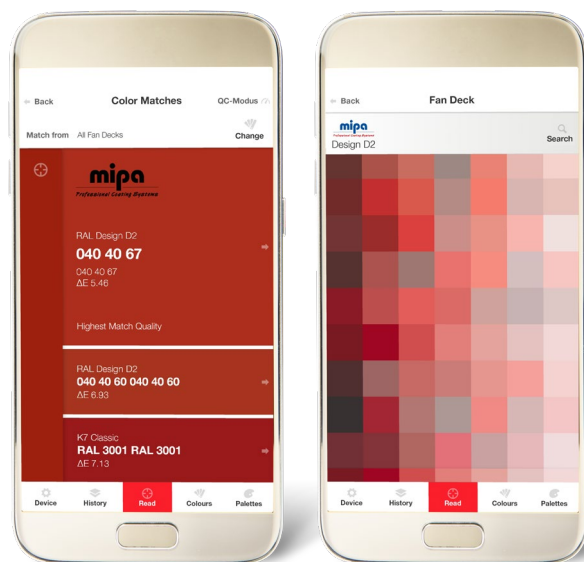 Back
Color Matches
QC-Modus
Match from All Fan Decks
Change
mipa
Professional Coating Systems
RAL Design D2
040 40 67
040 40 67
ΔE 5.46
Highest Match Quality
RAL Design D2
040 40 60 040 40 60
ΔE 6.93
K7 Classic
RAL 3001 RAL 3001
ΔE 7.13
Device
History
Read
Colours
Palettes
Back
Fan Deck
mipa
Professional Coating Systems
Design D2
Search
Device
History
Read
Colours
Palettes